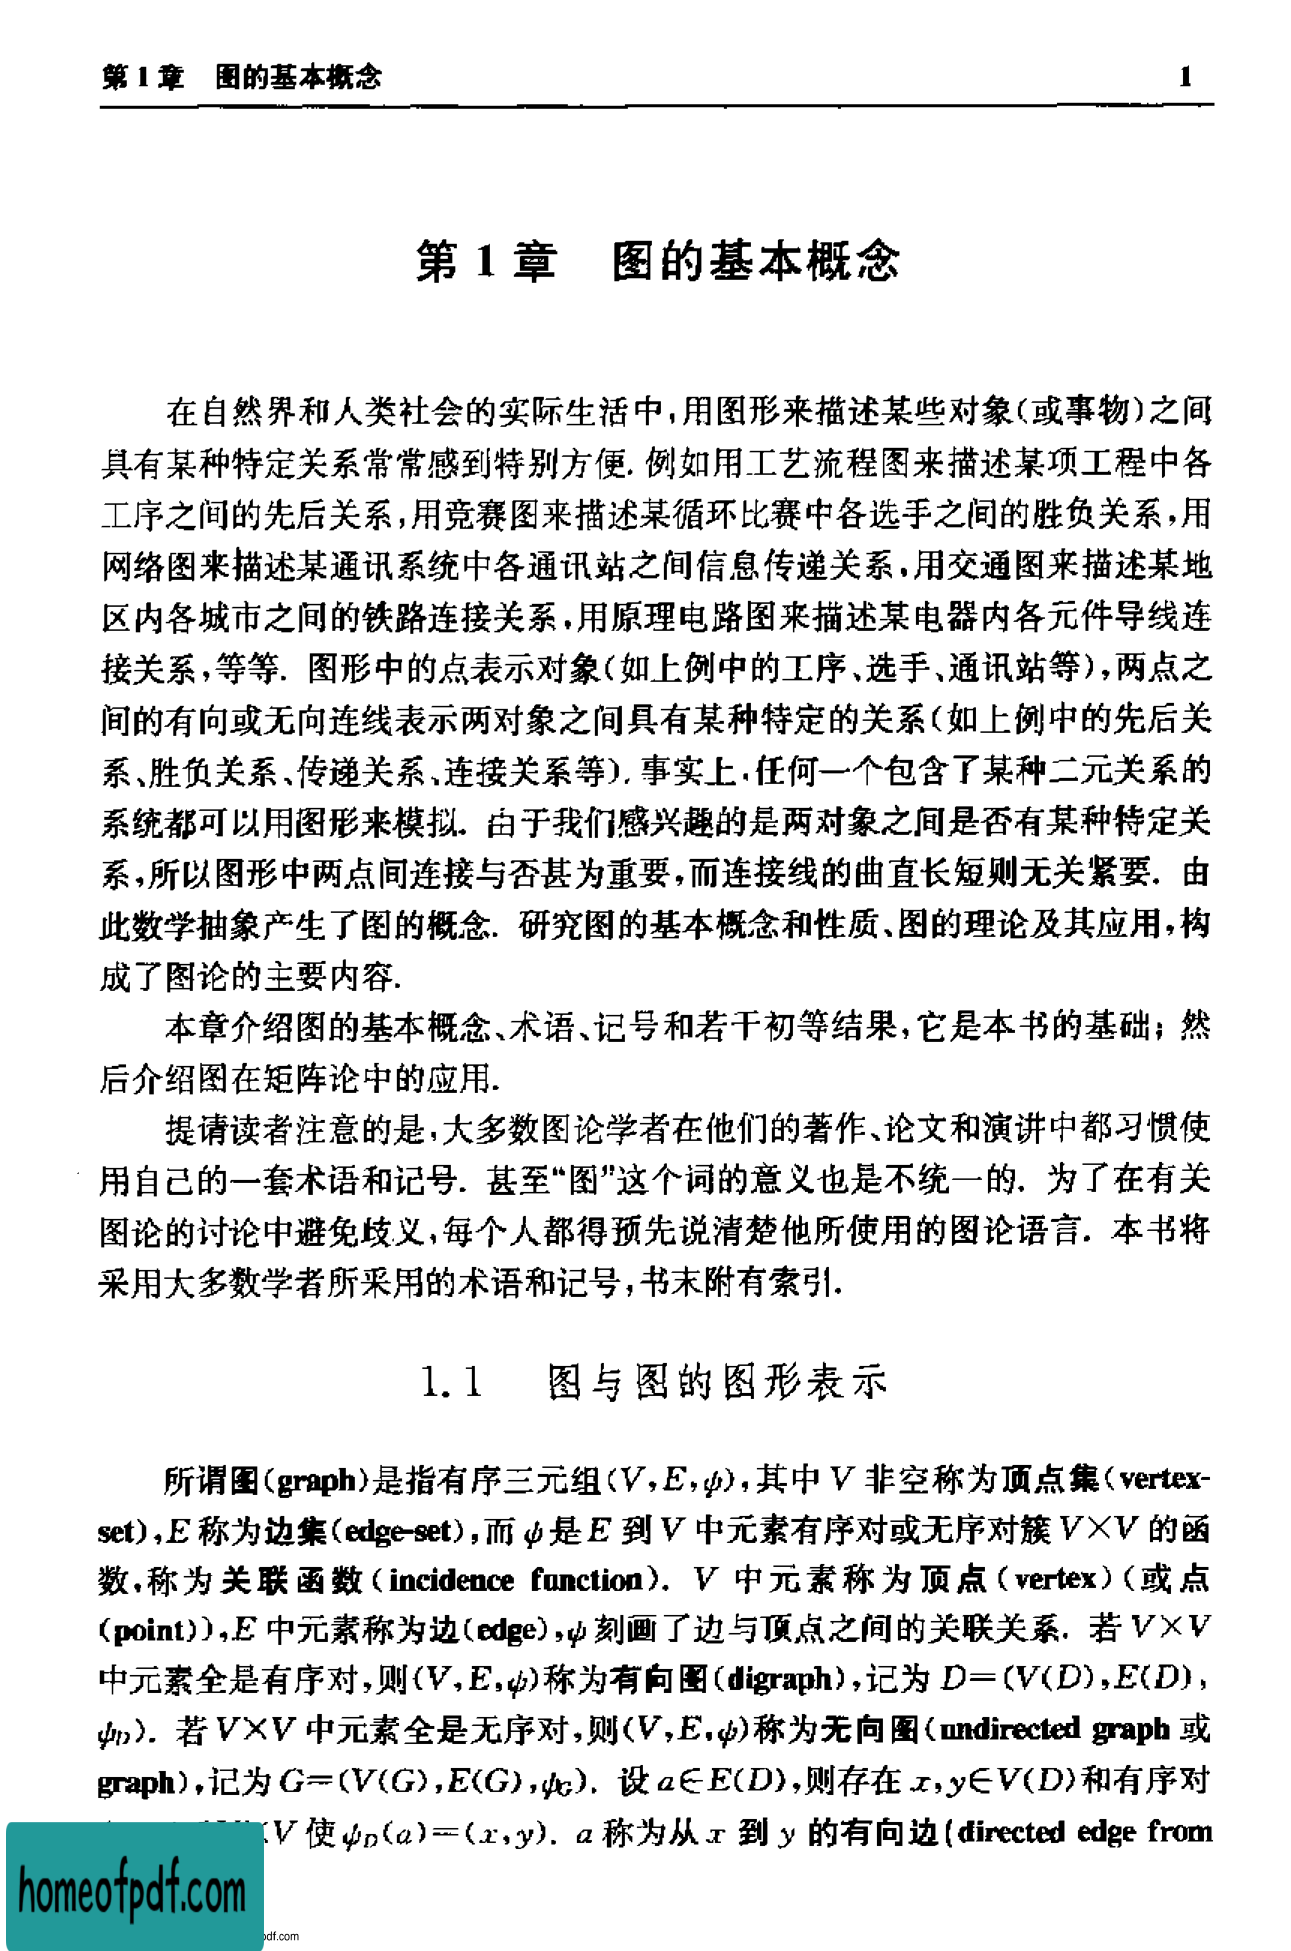 第1章 图的基本概念 1
第1章 图的基本概念
在自然界和人类社会的实际生活中,用图形来描述某些对象(或事物)之间
具有某种特定关系常常感到特别方便. 例如用工艺流程图来描述某项工程中各
工序之间的先后关系,用竞赛图来描述某循环比赛中各选手之间的胜负关系,用
网络图来描述某通讯系统中各通讯站之间信息传递关系,用交通图来描述某地
区内各城市之间的铁路连接关系,用原理电路图来描述某电器内各元件导线连
接关系,等等. 图形中的点表示对象(如上例中的工序、选手、通讯站等),两点之
间的有向或无向连线表示两对象之间具有某种特定的关系(如上例中的先后关
系、胜负关系、传递关系、连接关系等). 事实上,任何一个包含了某种二元关系的
系统都可以用图形来模拟. 由于我们感兴趣的是两对象之间是否有某种特定关
系,所以图形中两点间连接与否甚为重要,而连接线的曲直长短则无关紧要. 由
此数学抽象产生了图的概念. 研究图的基本概念和性质、图的理论及其应用,构
成了图论的主要内容.
本章介绍图的基本概念、术语、记号和若干初等结果,它是本书的基础; 然
后介绍图在矩阵论中的应用.
提请读者注意的是,大多数图论学者在他们的著作、论文和演讲中都习惯使
用自己的一套术语和记号. 甚至“图”这个词的意义也是不统一的. 为了在有关
图论的讨论中避免歧义,每个人都得预先说清楚他所使用的图论语言. 本书将
采用大多数学者所采用的术语和记号,书末附有索引.
1.1 图与图的图形表示
所谓图(graph)是指有序三元组(V,E,ψ),其中 V 非空称为顶点集(vertex-
set),E 称为边集(edge-set),而 ψ 是 E 到 V 中元素有序对或无序对簇 V×V 的函
数,称为关联函数(incidence function). V 中元素称为顶点(vertex)(或点
(point)),E 中元素称为边(edge),ψ 刻画了边与顶点之间的关联关系. 若 V×V
中元素全是有序对,则(V,E,ψ)称为有向图(digraph),记为 D=(V(D),E(D),
ψ_D). 若 V×V 中元素全是无序对,则(V,E,ψ)称为无向图(undirected graph 或
graph),记为 G=(V(G),E(G),ψ_G). 设 a∈E(D),则存在 x,y∈V(D)和有序对
V 使 ψ_D(a)=(x,y). a 称为从 x 到 y 的有向边(directed edge from
homeofpdf.com
pdf.com